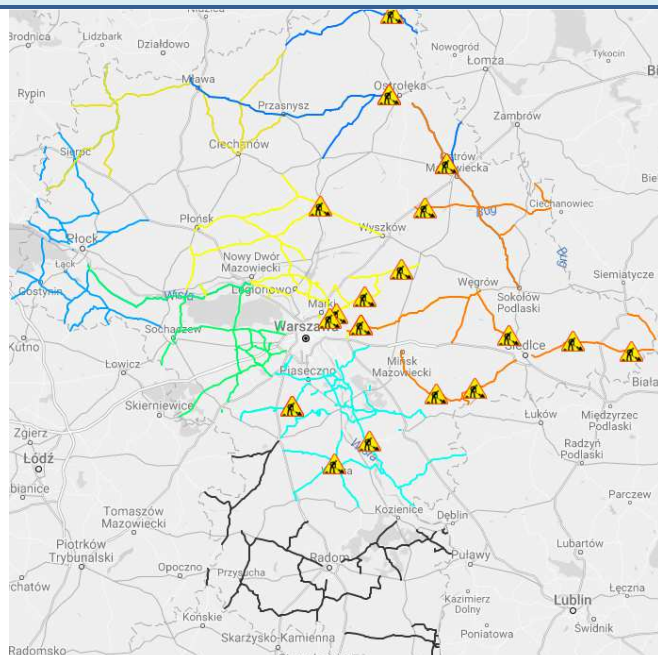 Brodnica
Lidzbark
Działdowo
Nowogród
Łomża
Tykocin
Rypin
Mława
Przasnysz
Ostrołęka
Zambrów
Sierpc
Ciechanów
Mazowiecka
Ciechanowiec
Płońsk
Wyszków
Bug
Płock
Łąck
Nowy Dwór
Mazowiecki
Legionowo
Węgrów
Bug
Siemiatycze
Gostynin
Wisła
Marki
Sokołów
Podlaski
Sochaczew
Warszawa
Kutno
Siedlce
Łowicz
Piaseczno
Mińsk
Mazowiecki
Biała
Skierniewice
Łuków
Międzyrzec
Podlaski
Zgierz
Łódź
Wisła
Radzyń
Podlaski
Pabianice
Kozienice
Dęblin
Parczew
Tomaszów
Mazowiecki
Piotrków
Trybunalski
Opoczno
Przysucha
Radom
Puławy
Lubartów
Łęczna
Końskie
Kazimierz
Dolny
Lublin
Świdnik
Poniatowa
Skarżysko-Kamienna
Radomsko